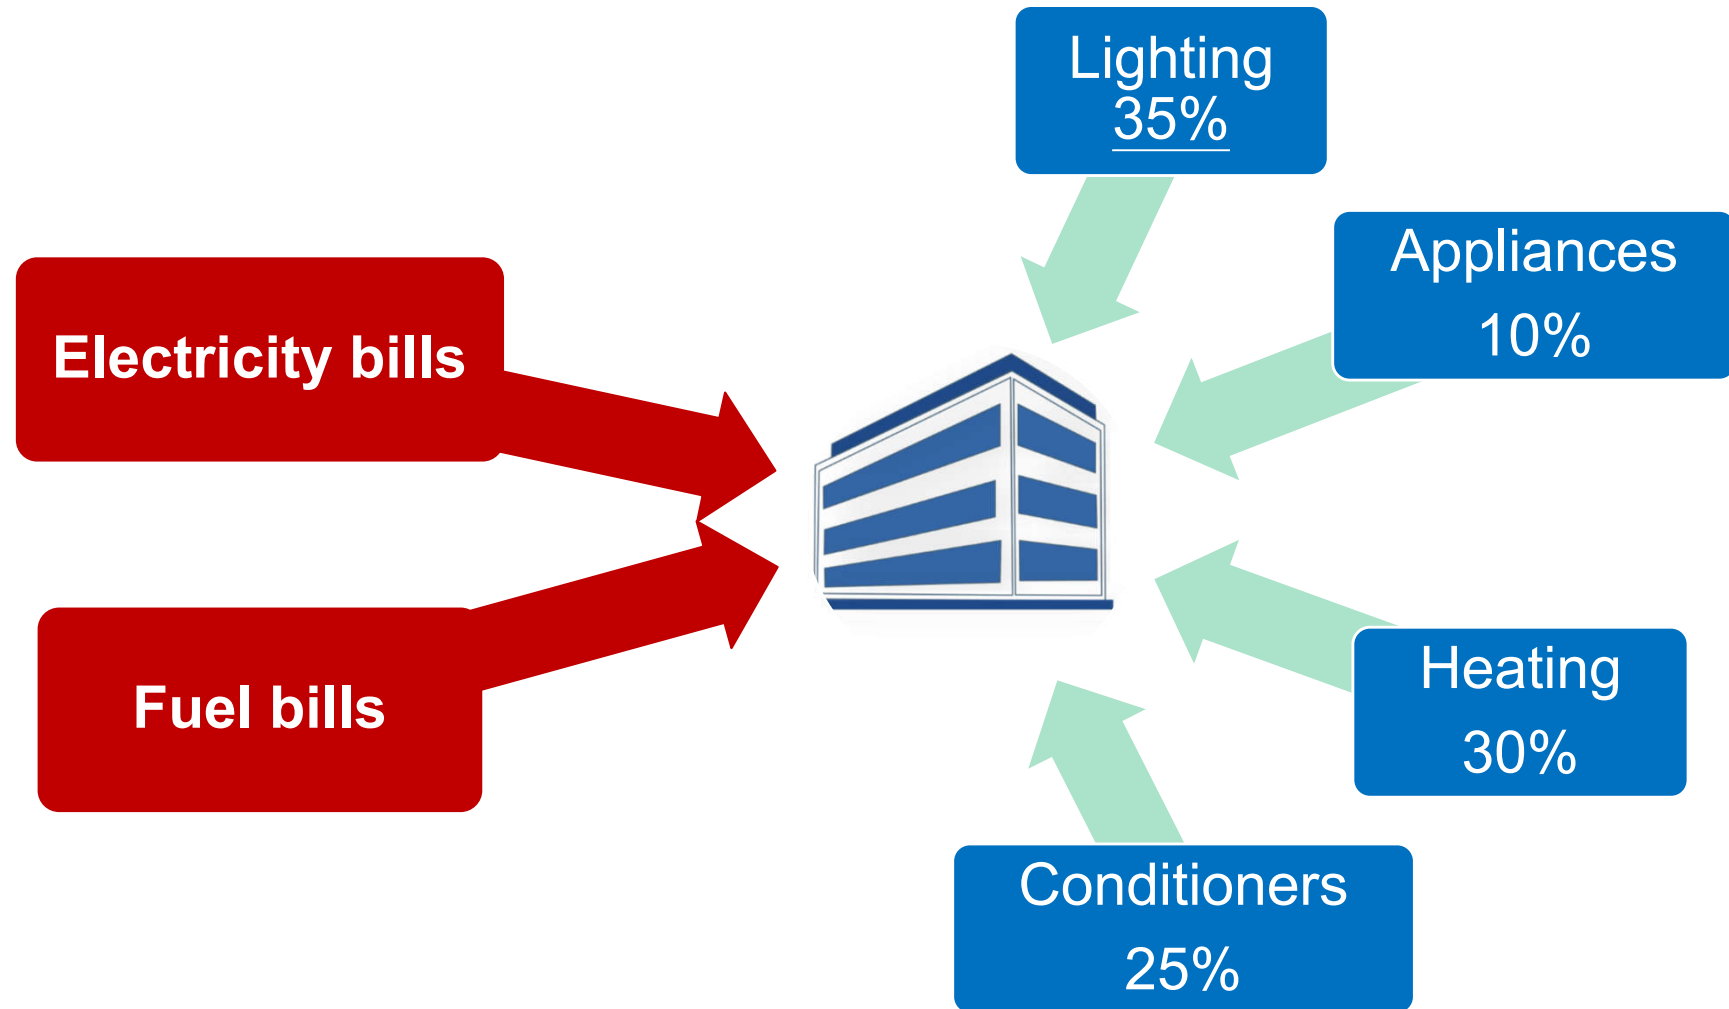 Lighting
35%
Appliances
10%
Electricity bills
Fuel bills
Heating
30%
Conditioners
25%